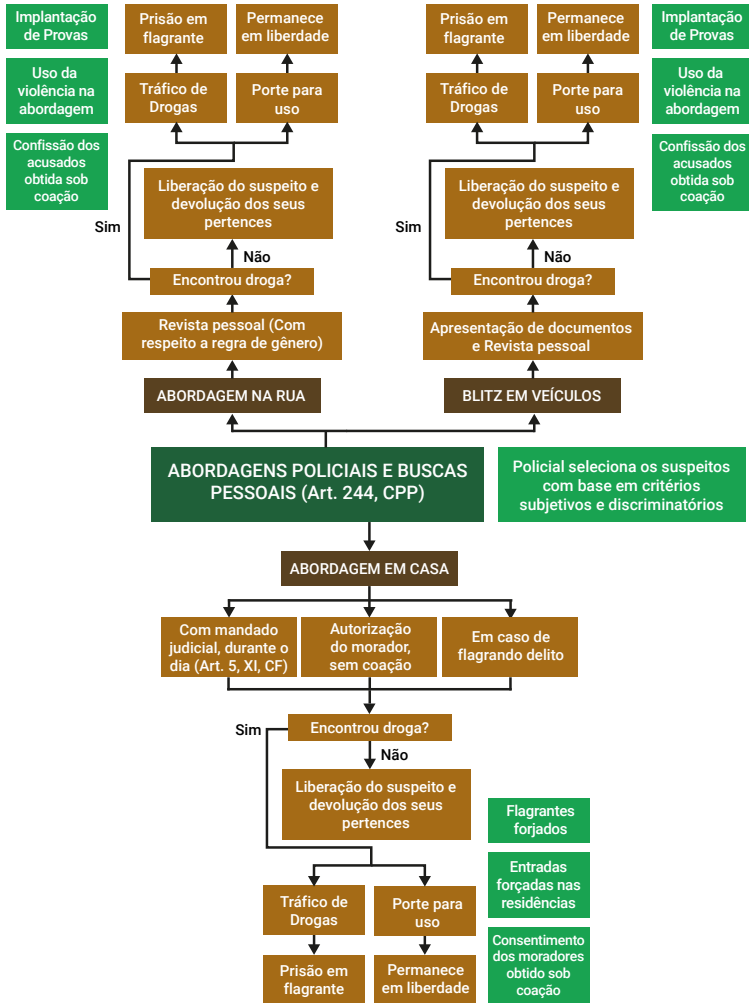 Implantação
de Provas
Uso da
violência na
abordagem
Confissão dos
acusados
obtida sob
coação
Prisão em
flagrante
Permanece
em liberdade
Tráfico de
Drogas
Porte para
uso
Liberação do suspeito e
devolução dos seus
pertences
Sim
Não
Encontrou droga?
Revista pessoal (Com
respeito a regra de gênero)
ABORDAGEM NA RUA
Prisão em
flagrante
Permanece
em liberdade
Tráfico de
Drogas
Porte para
uso
Liberação do suspeito e
devolução dos seus
pertences
Sim
Não
Encontrou droga?
Apresentação de documentos
e Revista pessoal
BLITZ EM VEÍCULOS
Implantação
de Provas
Uso da
violência na
abordagem
Confissão dos
acusados
obtida sob
coação
ABORDAGENS POLICIAIS E BUSCAS
PESSOAIS (Art. 244, CPP)
Policial seleciona os suspeitos
com base em critérios
subjetivos e discriminatórios
ABORDAGEM EM CASA
Com mandado
judicial, durante o
dia (Art. 5, XI, CF)
Autorização
do morador,
sem coação
Em caso de
flagrando delito
Encontrou droga?
Sim
Não
Liberação do suspeito e
devolução dos seus
pertences
Tráfico de
Drogas
Porte para
uso
Prisão em
flagrante
Permanece
em liberdade
Flagrantes
forjados
Entradas
forçadas nas
residências
Consentimento
dos moradores
obtido sob
coação